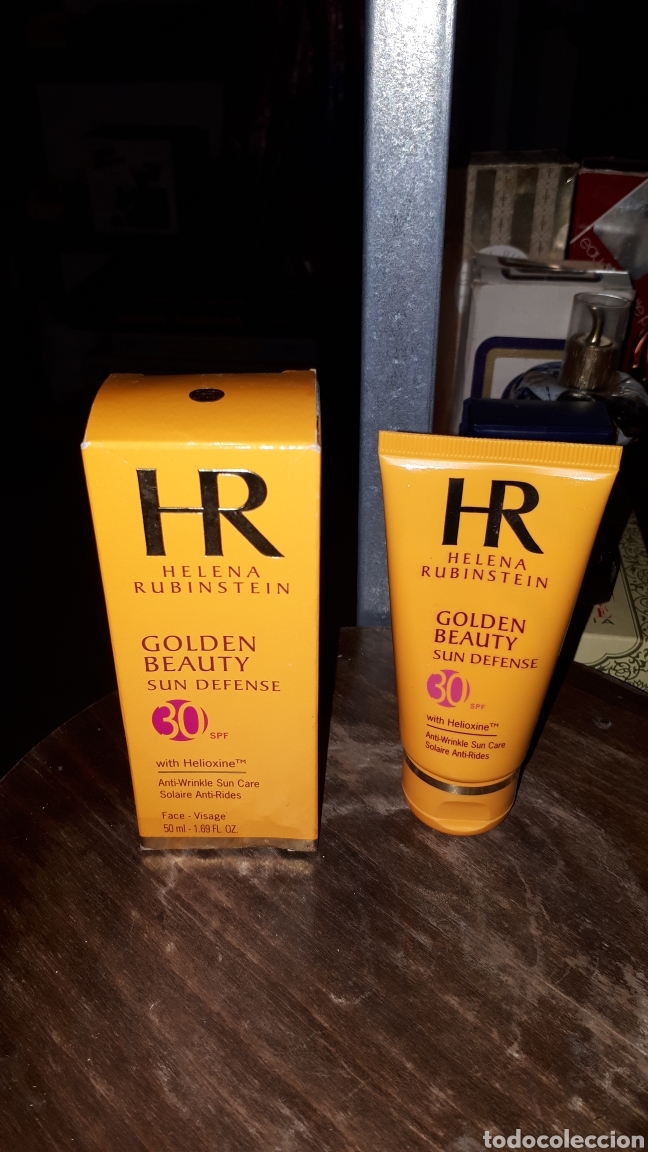 HR
HELENA
RUBINSTEIN
GOLDEN
BEAUTY
SUN DEFENSE
30 SPF
with Helioxine™
Anti-Wrinkle Sun Care
Solaire Anti-Rides
Face - Visage
50 ml - 1.69 FL. OZ.
HR
HELENA
RUBINSTEIN
GOLDEN
BEAUTY
SUN DEFENSE
30 SPF
with Helioxine™
Anti-Wrinkle Sun Care
Solaire Anti-Rides
todocoleccion